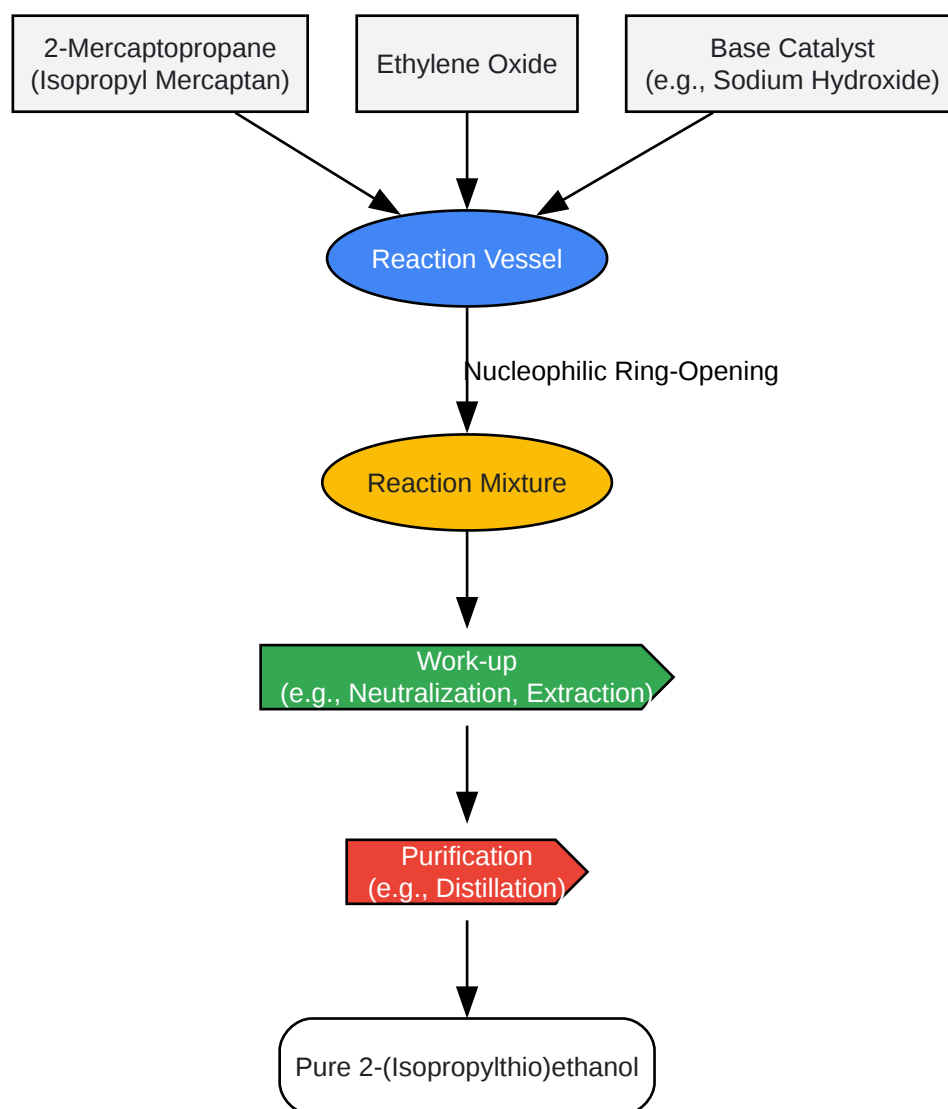 2-Mercaptopropane
(Isopropyl Mercaptan)
Ethylene Oxide
Base Catalyst
(e.g., Sodium Hydroxide)
Reaction Vessel
Nucleophilic Ring-Opening
Reaction Mixture
Work-up
(e.g., Neutralization, Extraction)
Purification
(e.g., Distillation)
Pure 2-(Isopropylthio)ethanol